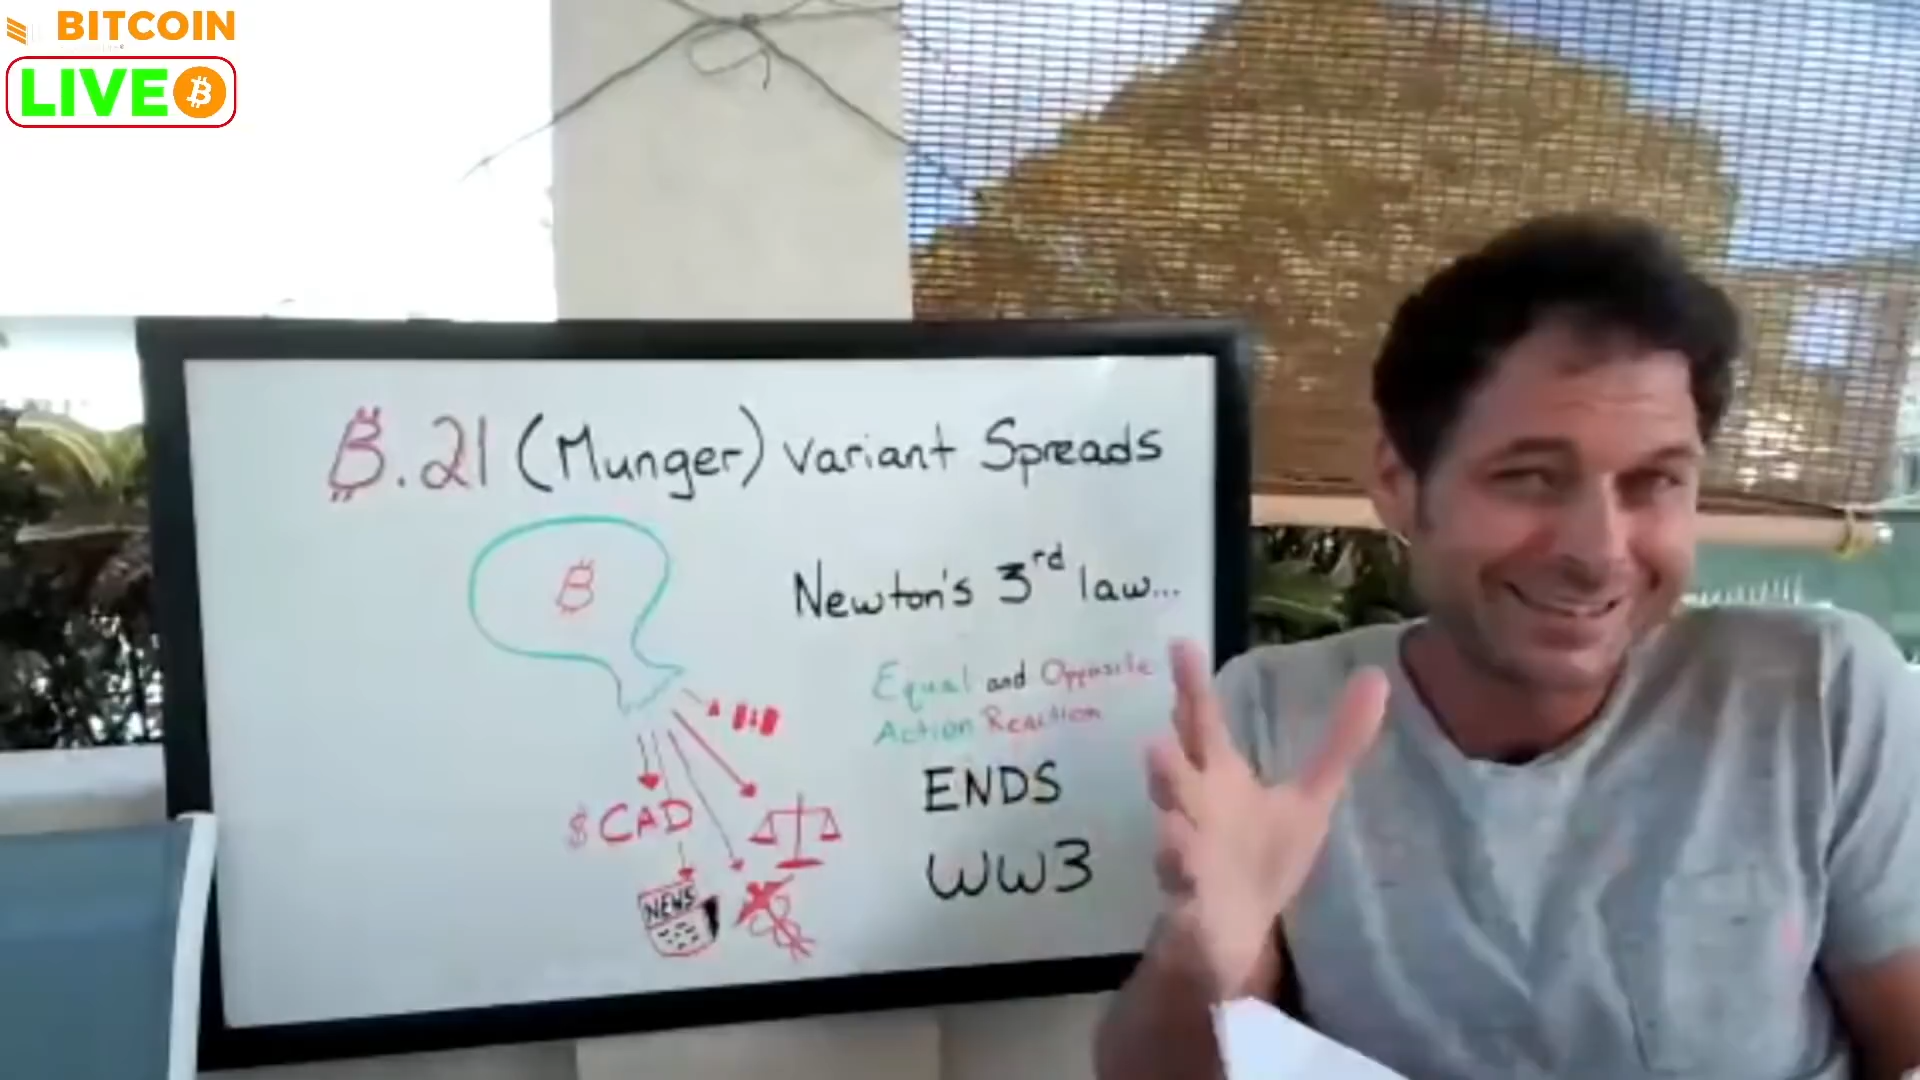 BITCOIN
LIVE
₿.21 (Munger) variant Spreads
₿
Newton's 3rd law...
Equal and Opposite
Action Reaction
ENDS
WW3
$CAD
NEWS